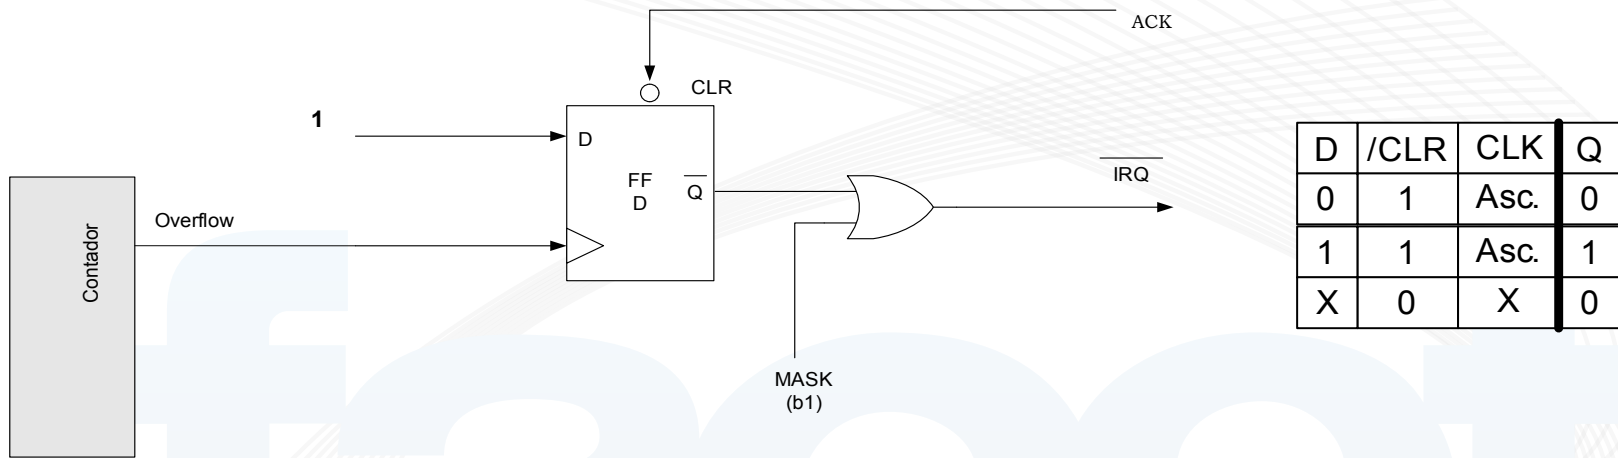 ACK
CLR
1
D
FF
D
Q
IRQ
Overflow
Contador
MASK
(b1)
D /CLR CLK Q
0 1 Asc. 0
1 1 Asc. 1
X 0 X 0